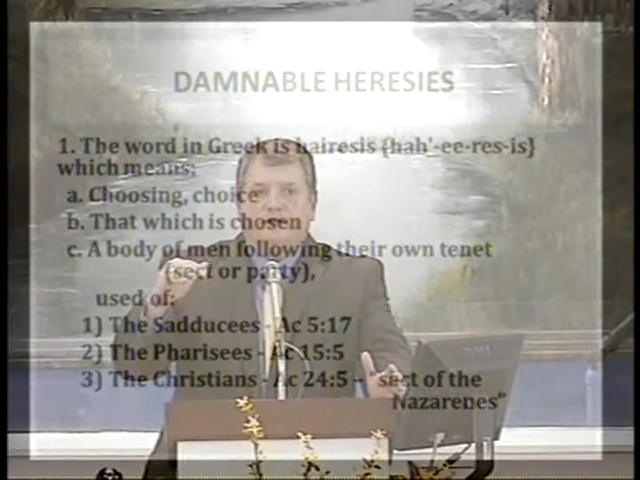 DAMNABLE HERESIES
1. The word in Greek is hairesis {hah'-ee-res-is}
which means:
a. Choosing, choice
b. That which is chosen
c. A body of men following their own tenet
(sect or party),
used of:
1) The Sadducees - Ac 5:17
2) The Pharisees - Ac 15:5
3) The Christians - Ac 24:5 – "sect of the
Nazarenes"